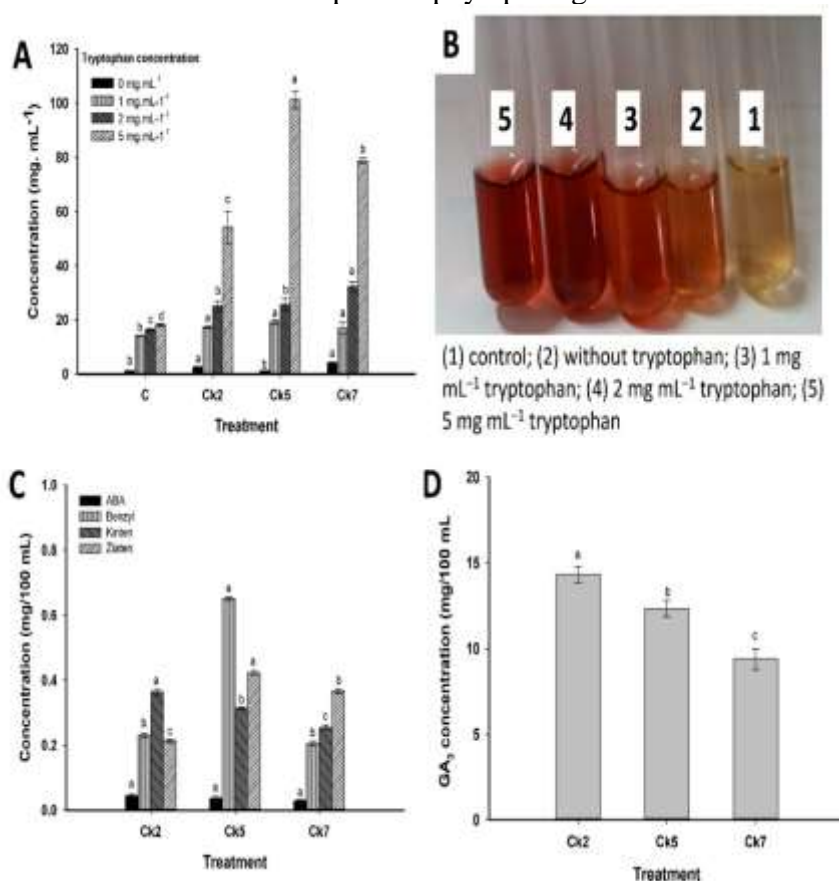 A
Tryptophan concentration
0 mg mL⁻¹
1 mg mL-1⁻¹
2 mg mL-1⁻¹
5 mg mL-1⁻¹
Concentration (mg. mL⁻¹)
120
100
80
60
40
20
0
b b c d
a a b c
b a b a
a a a b
C Ck2 Ck5 Ck7
Treatment
B
5 4 3 2 1
(1) control; (2) without tryptophan; (3) 1 mg
mL⁻¹ tryptophan; (4) 2 mg mL⁻¹ tryptophan; (5)
5 mg mL⁻¹ tryptophan
C
ABA
Benzyl
Kinten
Ziaten
Concentration (mg/100 mL)
1.0
0.8
0.6
0.4
0.2
0.0
a b a c
a a b a
a b c b
Ck2 Ck5 Ck7
Treatment
D
GA₃ concentration (mg/100 mL)
20
15
10
5
0
a
b
c
Ck2 Ck5 Ck7
Treatment